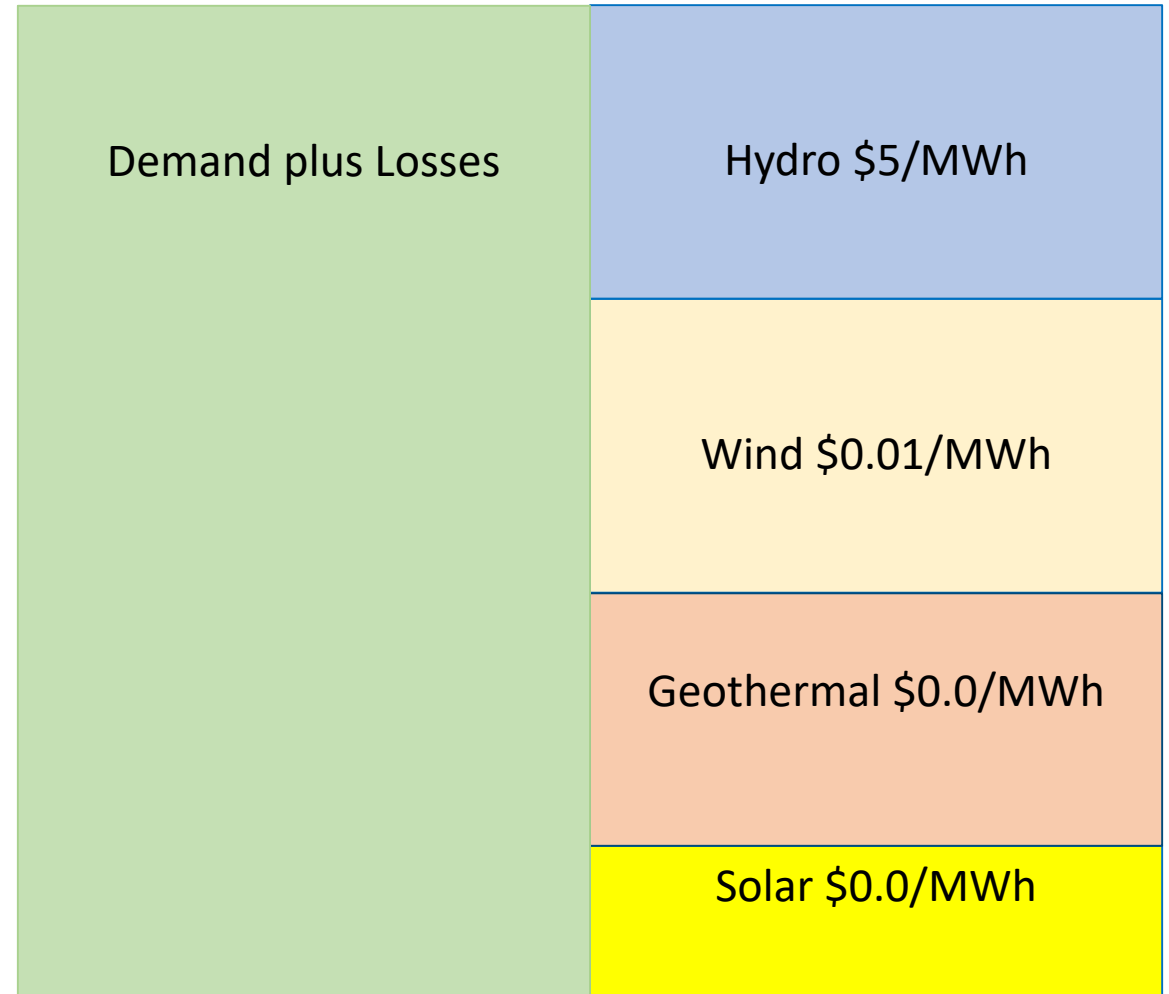 Demand plus Losses
Hydro $5/MWh
Wind $0.01/MWh
Geothermal $0.0/MWh
Solar $0.0/MWh